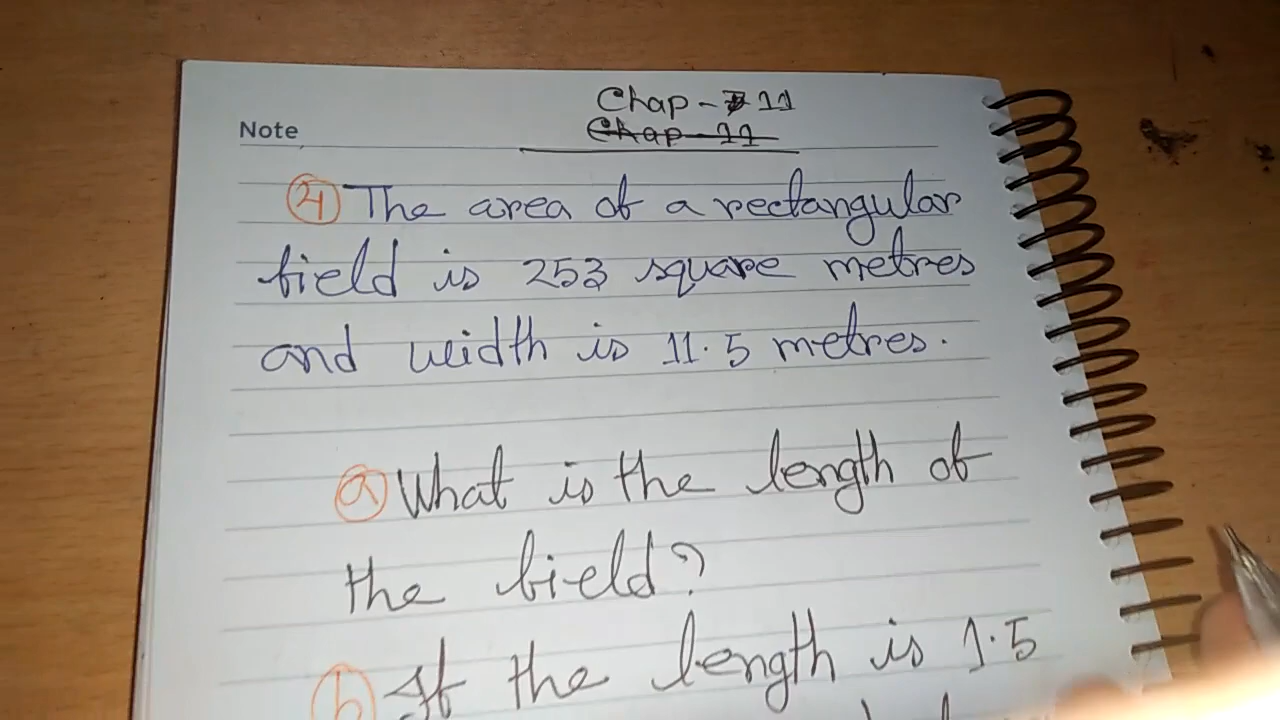 Chap - 11
Chap - 11
Note
4 The area of a rectangular
field is 253 square metres
and width is 11.5 metres.
a What is the length of
the field?
b If the length is 1.5